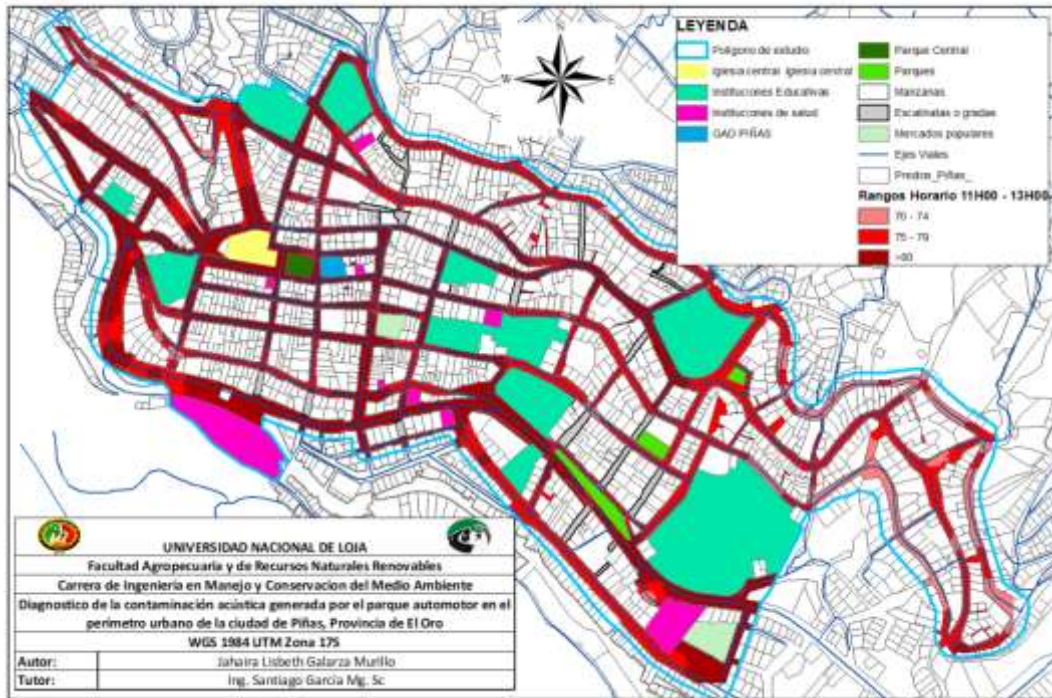 LEYENDA
Polígono de estudio
Iglesia central Iglesia central
Instituciones Educativas
Instituciones de salud
GAD PIÑAS
Parque Central
Parques
Manzanas
Escalinatas o gradas
Mercados populares
Ejes Viales
Predios_Piñas_
Rangos Horario 11H00 - 13H00
70 - 74
75 - 79
>80
N
W
E
S
UNIVERSIDAD NACIONAL DE LOJA
Facultad Agropecuaria y de Recursos Naturales Renovables
Carrera de Ingenieria en Manejo y Conservacion del Medio Ambiente
Diagnostico de la contaminación acústica generada por el parque automotor en el
perímetro urbano de la ciudad de Piñas, Provincia de El Oro
WGS 1984 UTM Zona 17S
Autor: Jahaira Lisbeth Galarza Murillo
Tutor: Ing. Santiago García Mg. Sc